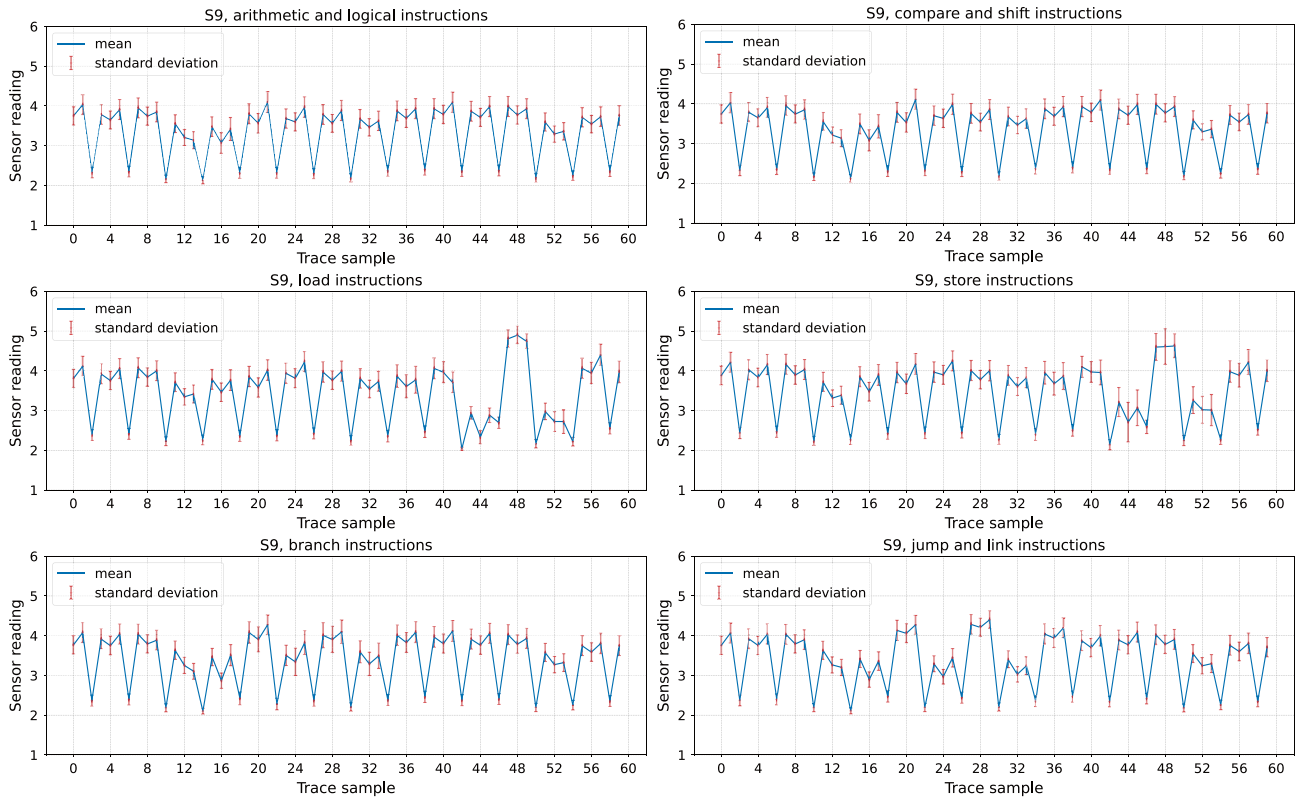 S9, arithmetic and logical instructions
6
5
4
3
2
1
Sensor reading
mean
standard deviation
0 4 8 12 16 20 24 28 32 36 40 44 48 52 56 60
Trace sample
S9, compare and shift instructions
6
5
4
3
2
1
Sensor reading
mean
standard deviation
0 4 8 12 16 20 24 28 32 36 40 44 48 52 56 60
Trace sample
S9, load instructions
6
5
4
3
2
1
Sensor reading
mean
standard deviation
0 4 8 12 16 20 24 28 32 36 40 44 48 52 56 60
Trace sample
S9, store instructions
6
5
4
3
2
1
Sensor reading
mean
standard deviation
0 4 8 12 16 20 24 28 32 36 40 44 48 52 56 60
Trace sample
S9, branch instructions
6
5
4
3
2
1
Sensor reading
mean
standard deviation
0 4 8 12 16 20 24 28 32 36 40 44 48 52 56 60
Trace sample
S9, jump and link instructions
6
5
4
3
2
1
Sensor reading
mean
standard deviation
0 4 8 12 16 20 24 28 32 36 40 44 48 52 56 60
Trace sample